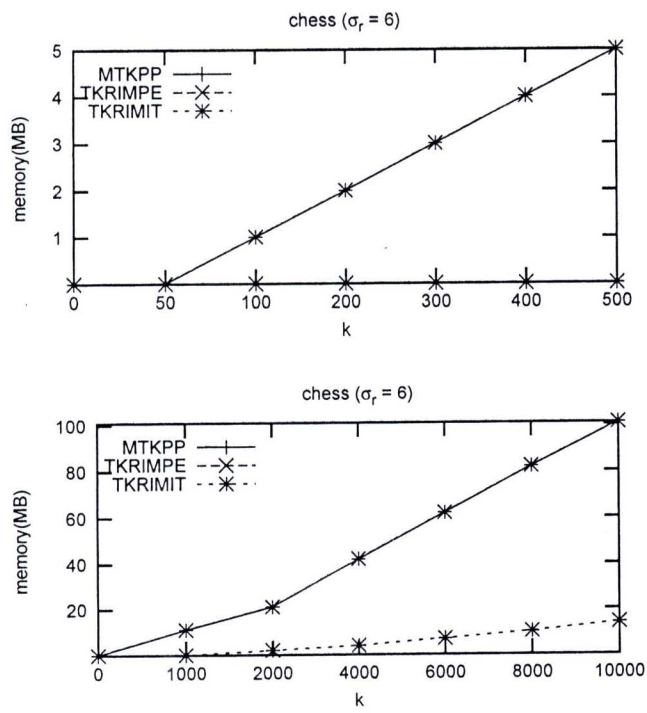 chess (σr = 6)
5
4
3
2
1
0
memory(MB)
MTKPP
TKRIMPE
TKRIMIT
0 50 100 200 300 400 500
k
chess (σr = 6)
100
80
60
40
20
memory(MB)
MTKPP
TKRIMPE
TKRIMIT
0 1000 2000 4000 6000 8000 10000
k